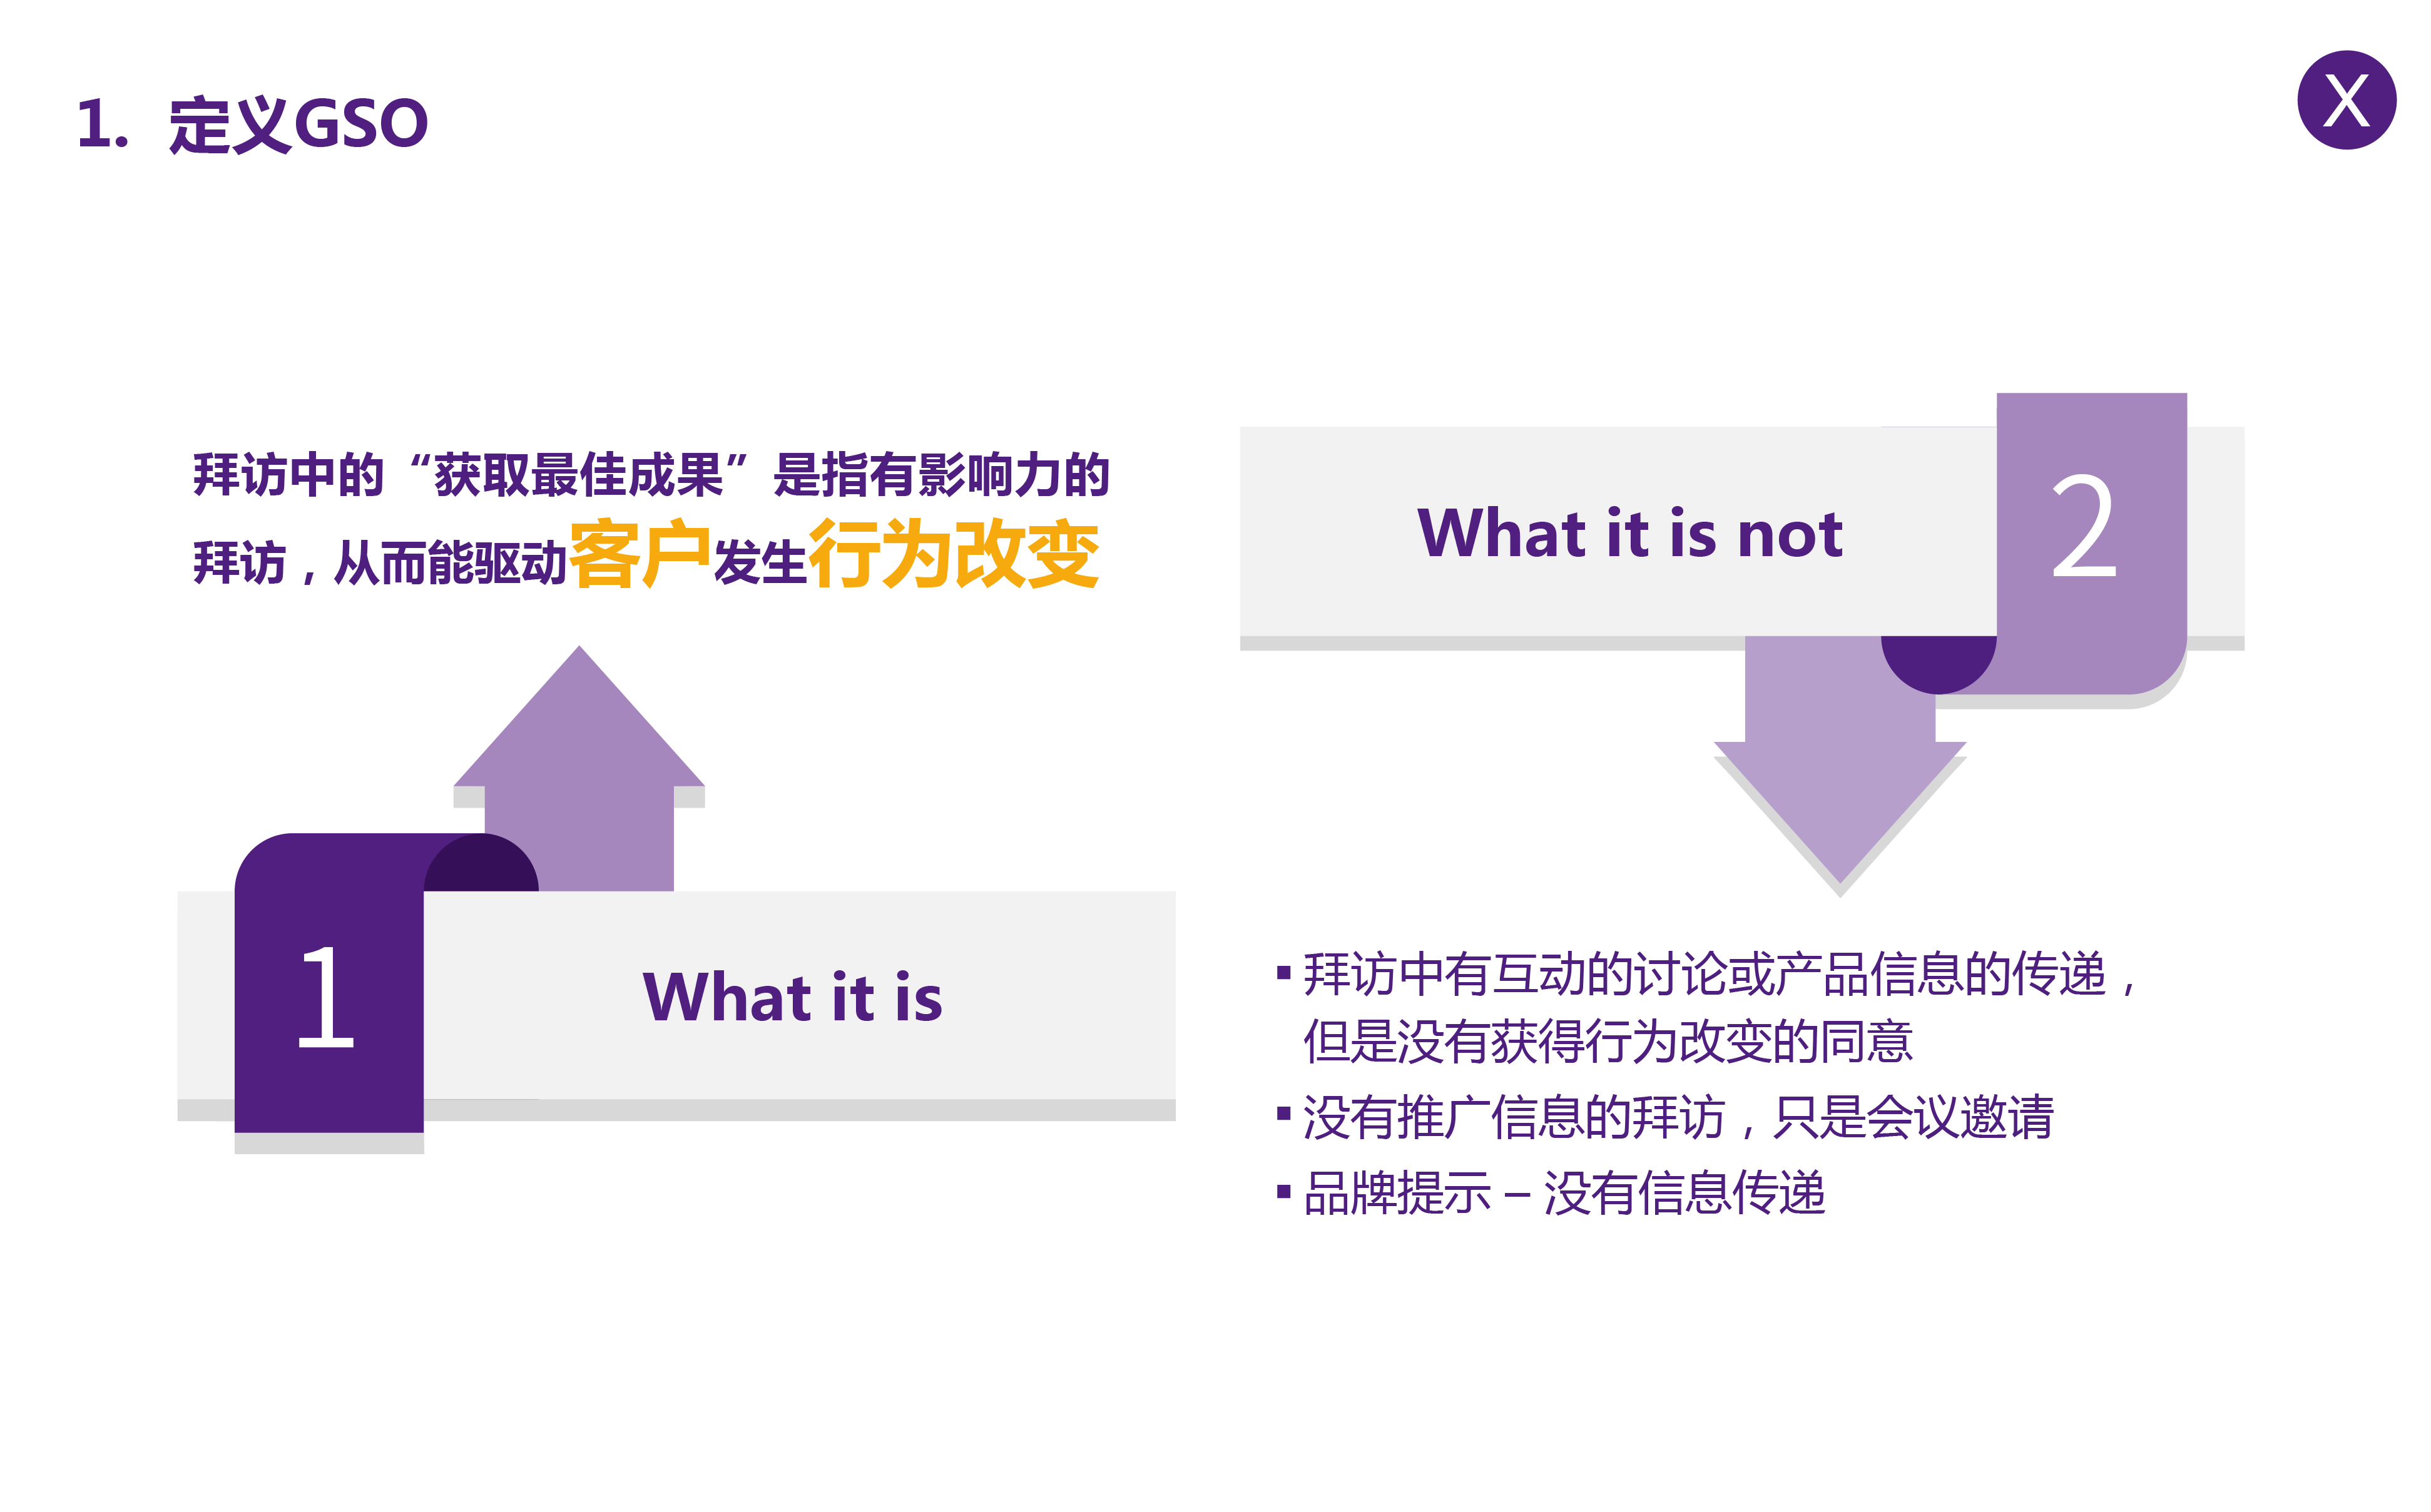 1. 定义GSO
X
拜访中的“获取最佳成果”是指有影响力的
拜访，从而能驱动客户发生行为改变
1
What it is
What it is not
2
▪ 拜访中有互动的讨论或产品信息的传递，
但是没有获得行为改变的同意
▪ 没有推广信息的拜访，只是会议邀请
▪ 品牌提示 – 没有信息传递